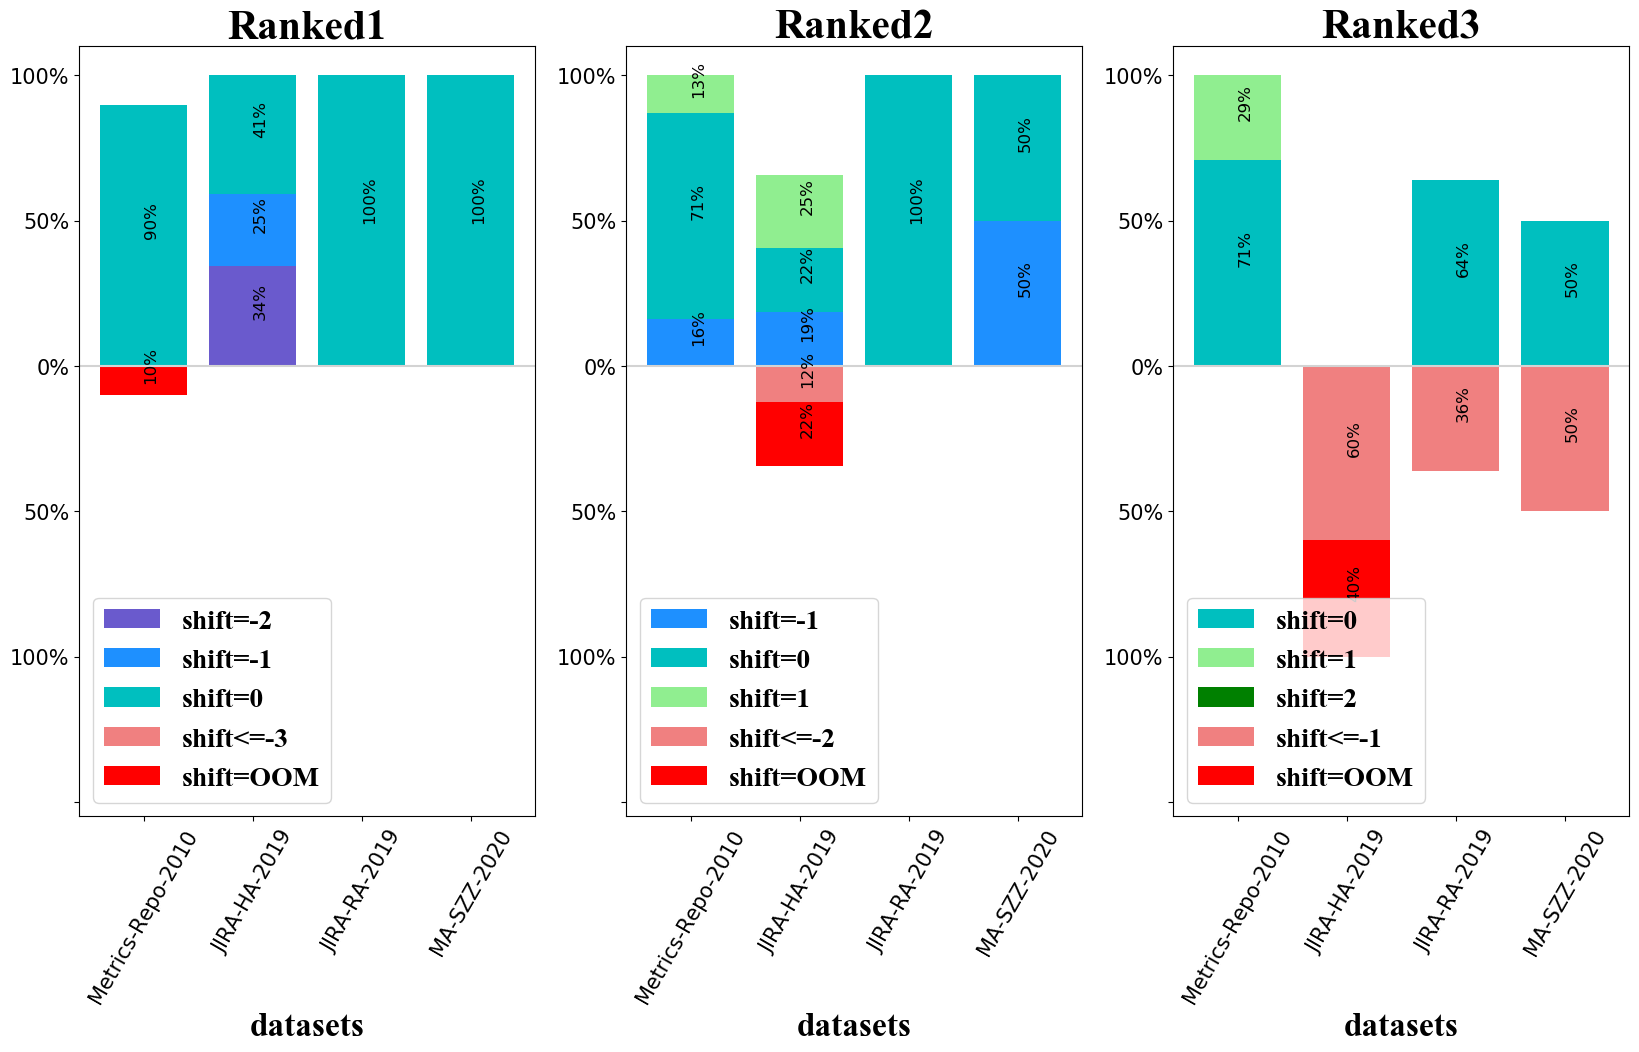 Ranked1
100%
50%
0%
50%
100%
90%
10%
41%
25%
34%
100%
100%
shift=-2
shift=-1
shift=0
shift<=-3
shift=OOM
Metrics-Repo-2010
JIRA-HA-2019
JIRA-RA-2019
MA-SZZ-2020
datasets
Ranked2
100%
50%
0%
50%
100%
13%
71%
16%
25%
22%
19%
12%
22%
100%
50%
50%
shift=-1
shift=0
shift=1
shift<=-2
shift=OOM
Metrics-Repo-2010
JIRA-HA-2019
JIRA-RA-2019
MA-SZZ-2020
datasets
Ranked3
100%
50%
0%
50%
100%
29%
71%
60%
40%
64%
36%
50%
50%
shift=0
shift=1
shift=2
shift<=-1
shift=OOM
Metrics-Repo-2010
JIRA-HA-2019
JIRA-RA-2019
MA-SZZ-2020
datasets